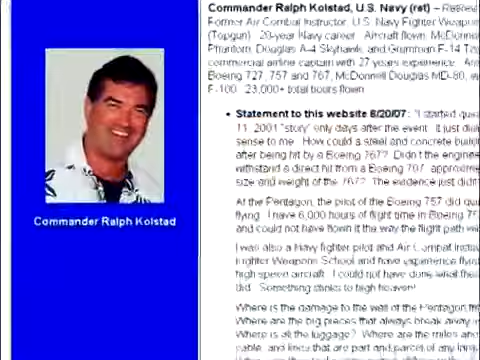 Commander Ralph Kolstad, U.S. Navy (ret) – Retired
Former Air Combat Instructor, U.S. Navy Fighter Weapon
(Topgun). 20-year Navy career. Aircraft flown: McDonn
Phantom, Douglas A-4 Skyhawk, and Grumman F-14 To
commercial airline captain with 27 years experience.
Boeing 727, 757 and 767, McDonnell Douglas MD-80,
F-100. 23,000+ total hours flown.
• Statement to this website 8/20/07: "I started que
11, 2001 "story" only days after the event. It just di
sense to me. How could a steel and concrete build
after being hit by a Boeing 767? Didn't the engine
withstand a direct hit from a Boeing 707, approxim
size and weight of the 767? The evidence just didn't
At the Pentagon, the pilot of the Boeing 757 did qui
flying. I have 6,000 hours of flight time in Boeing 75
and could not have flown it the way the flight path
I was also a Navy fighter pilot and Air Combat Instru
Fighter Weapons School and have experience flyin
high speed aircraft. I could not have done what
did. Something stinks to high heaven!
Where is the damage to the wall of the Pentagon
Where are the big pieces that always break away
Where is all the luggage? Where are the miles
cable, and lines that are part and parcel of any
Commander Ralph Kolstad